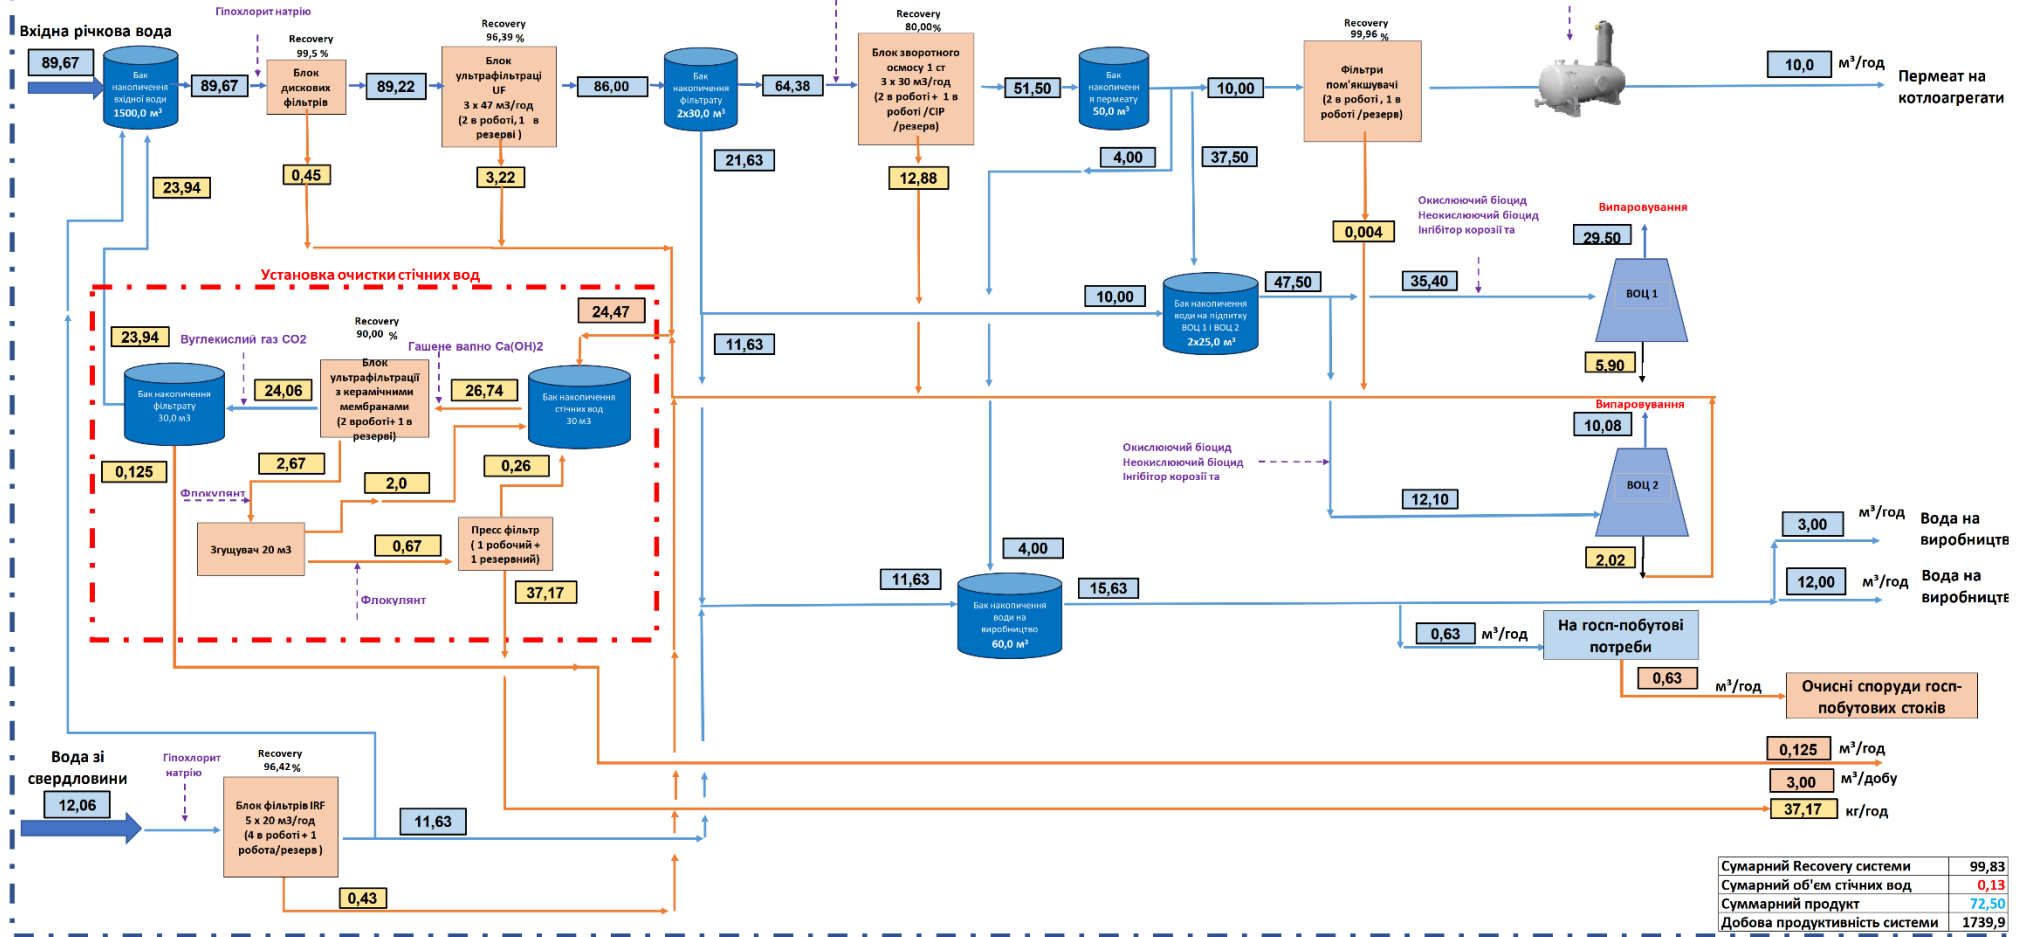 Вхідна річкова вода
89,67
Бак
накопичення
вхідної води
1500,0 м³
89,67
Гіпохлорит натрію
Recovery
99,5 %
Блок
дискових
фільтрів
89,22
Recovery
96,39%
Блок
ультрафільтраці
UF
3 x 47 м3/год
(2 в роботі, 1 в
резерві )
86,00
Бак
накопичення
фільтрату
2x30,0 м³
64,38
Recovery
80,00%
Блок зворотного
осмосу 1 ст
3 x 30 м3/год
(2 в роботі + 1 в
роботі /CIP
/резерв)
51,50
Бак
накопиченн
я пермеату
50,0 м³
10,00
Recovery
99,96 %
Фільтри
пом'якшувачі
(2 в роботі , 1 в
роботі /резерв)
10,0 м³/год
Пермеат на
котлоагрегати
23,94
0,45
3,22
21,63
12,88
4,00
37,50
0,004
Окислюючий біоцид
Неокислюючий біоцид
Інгібітор корозії та
Випаровування
29,50
ВОЦ 1
5,90
Установка очистки стічних вод
24,47
10,00
Бак накопичення
води на підпитку
ВОЦ 1 і ВОЦ 2
2x25,0 м³
47,50
35,40
11,63
23,94
Вуглекислий газ CO2
Recovery
90,00 %
Гашене вапно Ca(OH)2
Бак накопичення
фільтрату
30,0 м3
24,06
Блок
ультрафільтрації
з керамічними
мембранами
(2 вроботі+ 1 в
резерві)
26,74
Бак накопичення
стічних вод
30 м3
Випаровування
10,08
ВОЦ 2
2,02
Окислюючий біоцид
Неокислюючий біоцид
Інгібітор корозії та
12,10
0,125
2,67
2,0
0,26
Флокулянт
Згущувач 20 м3
0,67
Пресс фільтр
( 1 робочий +
1 резервний)
Флокулянт
37,17
4,00
11,63
Бак накопичення
води на
виробництво
60,0 м³
15,63
3,00
м³/год
Вода на
виробництв
12,00
м³/год
Вода на
виробництв
0,63 м³/год
На госп-побутові
потреби
0,63
м³/год
Очисні споруди госп-
побутових стоків
Вода зі
свердловини
12,06
Гіпохлорит
натрію
Recovery
96,42%
Блок фільтрів IRF
5 x 20 м3/год
(4 в роботі + 1
робота/резерв )
11,63
0,43
0,125 м³/год
3,00 м³/добу
37,17 кг/год
Сумарний Recovery системи 99,83
Сумарний об'єм стічних вод 0,13
Суммарний продукт 72,50
Добова продуктивність системи 1739,9